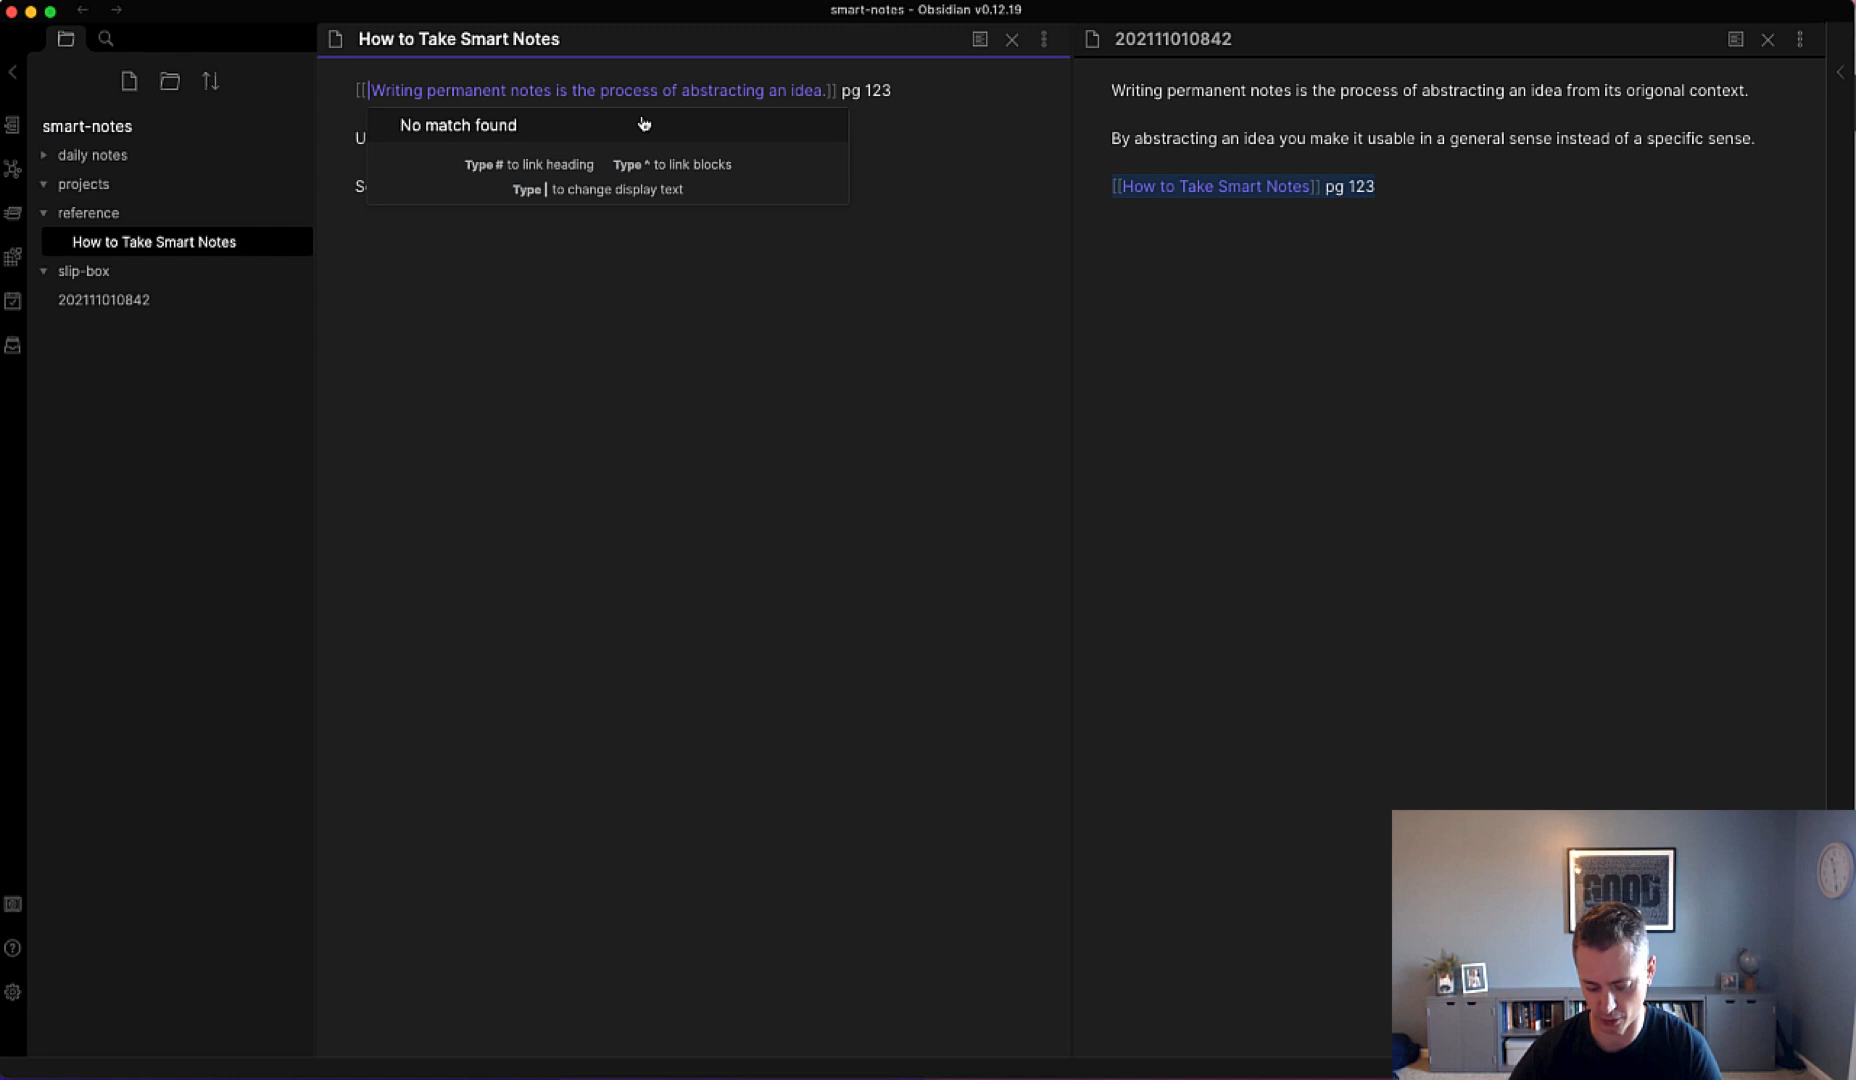 smart-notes - Obsidian v0.12.19
How to Take Smart Notes
202111010842
smart-notes
daily notes
projects
reference
How to Take Smart Notes
slip-box
202111010842
[[Writing permanent notes is the process of abstracting an idea.]] pg 123
No match found
Type # to link heading Type ^ to link blocks
Type | to change display text
U
S
Writing permanent notes is the process of abstracting an idea from its origonal context.
By abstracting an idea you make it usable in a general sense instead of a specific sense.
[[How to Take Smart Notes]] pg 123
GOOD